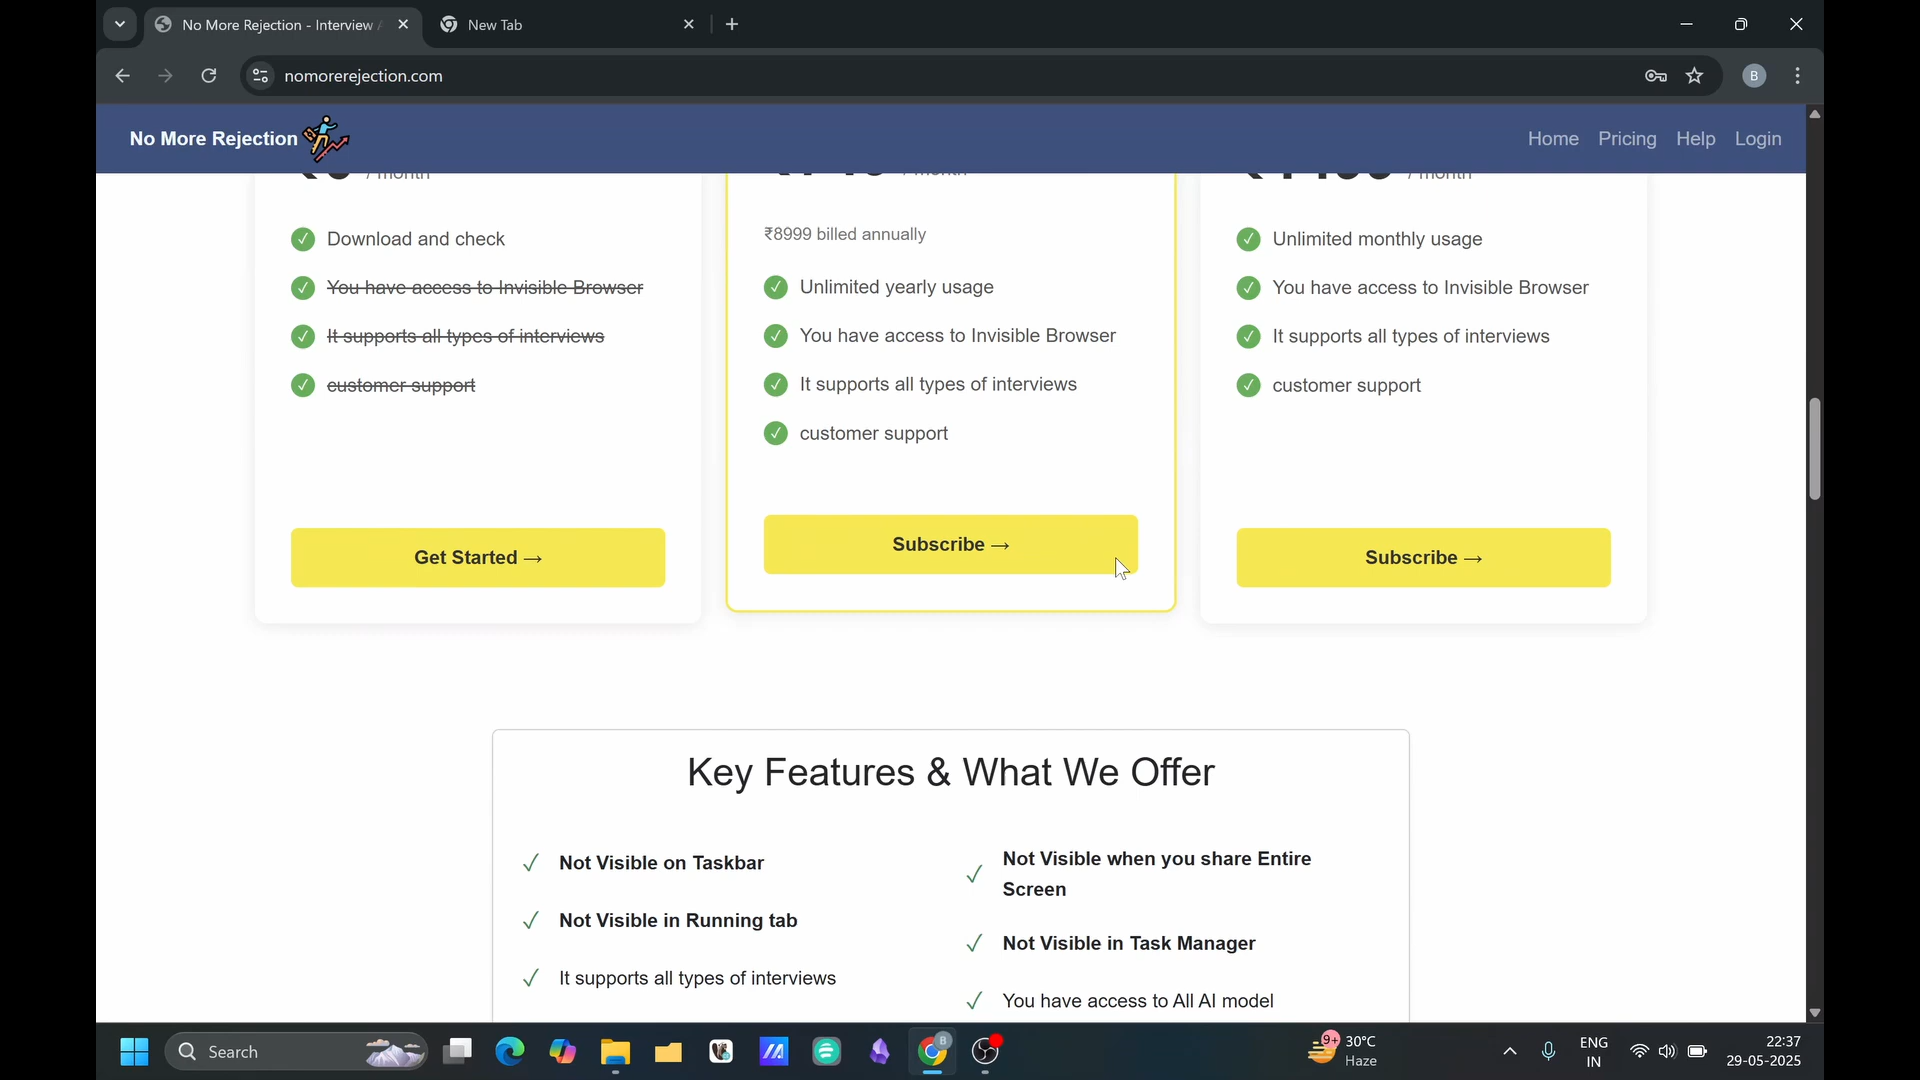 No More Rejection - Interview A
New Tab
nomorerejection.com
B
No More Rejection
Home
Pricing
Help
Login
/ month
Download and check
You have access to Invisible Browser
It supports all types of interviews
customer support
Get Started →
/ month
₹8999 billed annually
Unlimited yearly usage
You have access to Invisible Browser
It supports all types of interviews
customer support
Subscribe →
/ month
Unlimited monthly usage
You have access to Invisible Browser
It supports all types of interviews
customer support
Subscribe →
Key Features & What We Offer
Not Visible on Taskbar
Not Visible in Running tab
It supports all types of interviews
Not Visible when you share Entire
Screen
Not Visible in Task Manager
You have access to All AI model
Search
B
9+
30°C
Haze
ENG
IN
22:37
29-05-2025